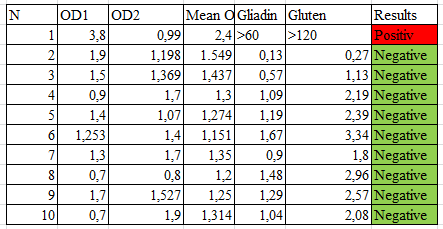 N OD1 OD2 Mean O Gliadin Gluten Results
1 3,8 0,99 2,4 >60 >120 Positiv
2 1,9 1,198 1.549 0,13 0,27 Negative
3 1,5 1,369 1,437 0,57 1,13 Negative
4 0,9 1,7 1,3 1,09 2,19 Negative
5 1,4 1,07 1,274 1,19 2,39 Negative
6 1,253 1,4 1,151 1,67 3,34 Negative
7 1,3 1,7 1,35 0,9 1,8 Negative
8 0,7 0,8 1,2 1,48 2,96 Negative
9 1,7 1,527 1,25 1,29 2,57 Negative
10 0,7 1,9 1,314 1,04 2,08 Negative